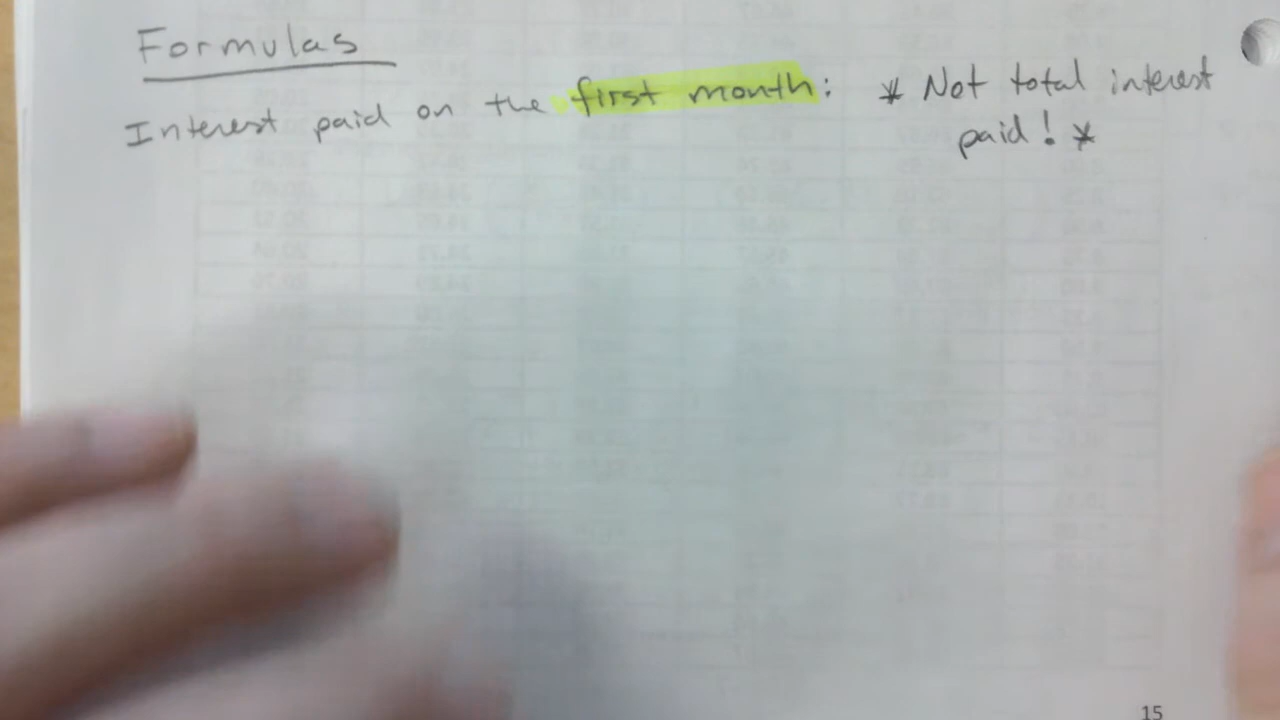 Formulas
Interest paid on the first month: * Not total interest
paid! *
15